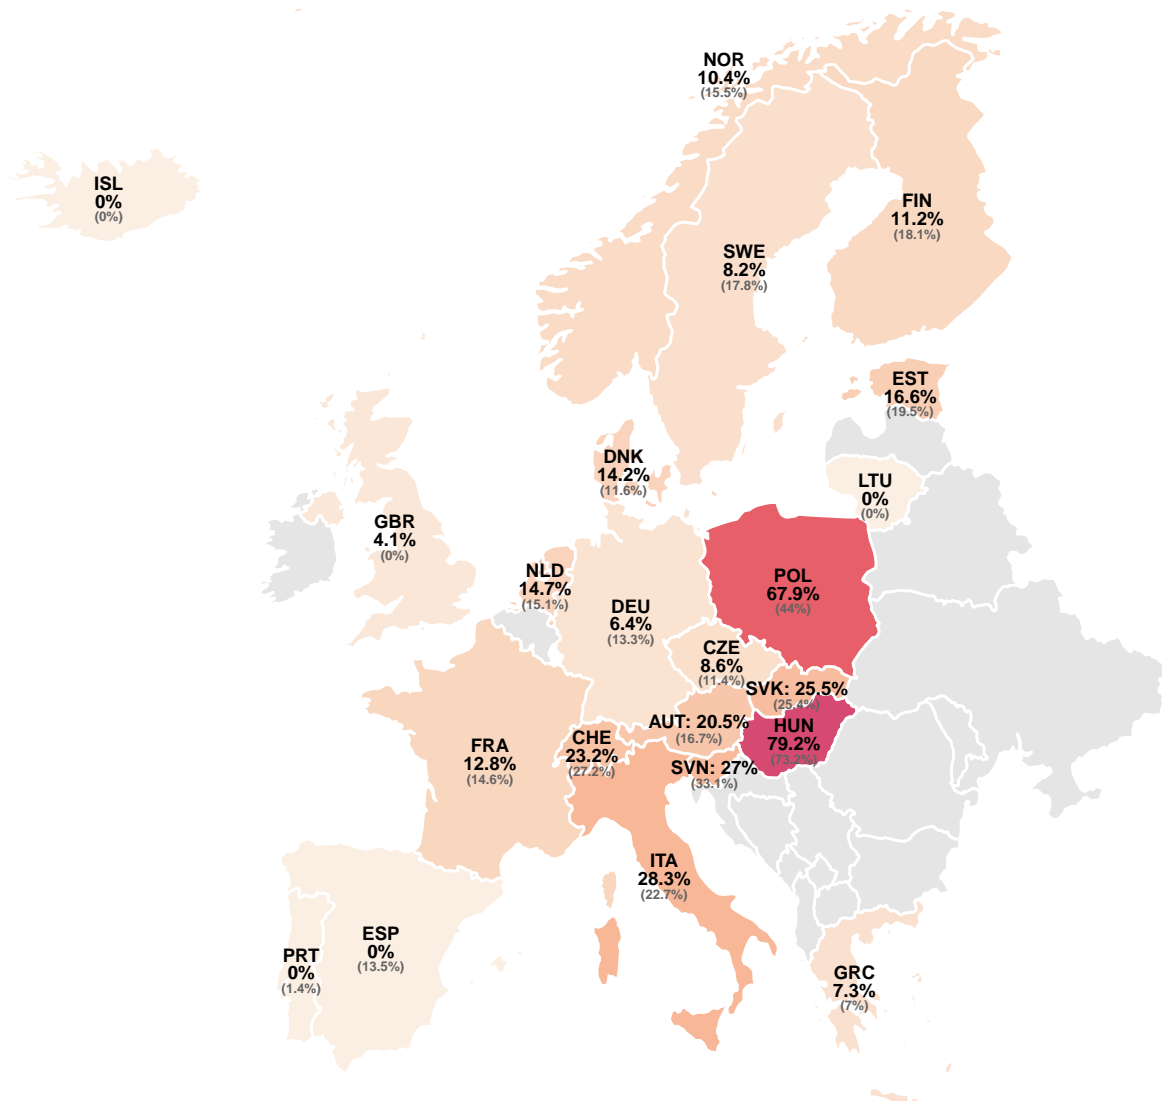 NOR
10.4%
(15.5%)
ISL
0%
(0%)
FIN
11.2%
(18.1%)
SWE
8.2%
(17.8%)
EST
16.6%
(19.5%)
DNK
14.2%
(11.6%)
LTU
0%
(0%)
GBR
4.1%
(0%)
NLD
14.7%
(15.1%)
POL
67.9%
(44%)
DEU
6.4%
(13.3%)
CZE
8.6%
(11.4%)
SVK: 25.5%
(25.4%)
AUT: 20.5%
(16.7%)
HUN
79.2%
(73.2%)
CHE
23.2%
(27.2%)
FRA
12.8%
(14.6%)
SVN: 27%
(33.1%)
ITA
28.3%
(22.7%)
ESP
0%
(13.5%)
PRT
0%
(1.4%)
GRC
7.3%
(7%)